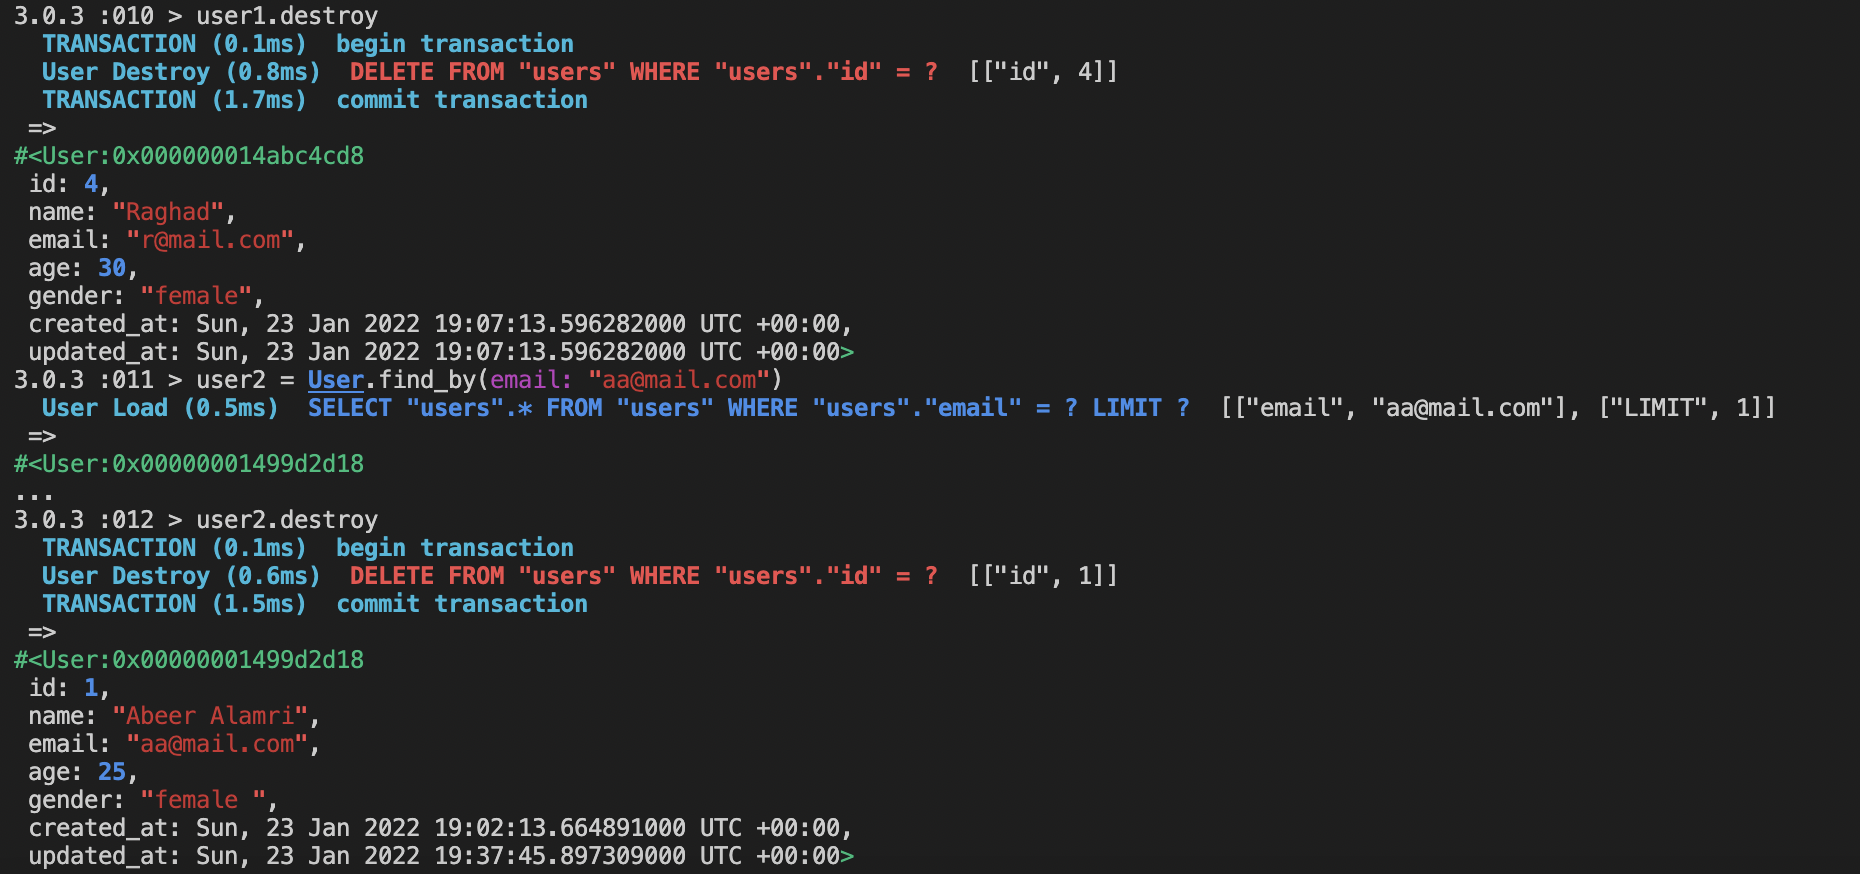 3.0.3 :010 > user1.destroy
TRANSACTION (0.1ms)  begin transaction
User Destroy (0.8ms)  DELETE FROM "users" WHERE "users"."id" = ?  [["id", 4]]
TRANSACTION (1.7ms)  commit transaction
=>
#<User:0x000000014abc4cd8
id: 4,
name: "Raghad",
email: "r@mail.com",
age: 30,
gender: "female",
created_at: Sun, 23 Jan 2022 19:07:13.596282000 UTC +00:00,
updated_at: Sun, 23 Jan 2022 19:07:13.596282000 UTC +00:00>
3.0.3 :011 > user2 = User.find_by(email: "aa@mail.com")
User Load (0.5ms)  SELECT "users".* FROM "users" WHERE "users"."email" = ? LIMIT ?  [["email", "aa@mail.com"], ["LIMIT", 1]]
=>
#<User:0x00000001499d2d18
...
3.0.3 :012 > user2.destroy
TRANSACTION (0.1ms)  begin transaction
User Destroy (0.6ms)  DELETE FROM "users" WHERE "users"."id" = ?  [["id", 1]]
TRANSACTION (1.5ms)  commit transaction
=>
#<User:0x00000001499d2d18
id: 1,
name: "Abeer Alamri",
email: "aa@mail.com",
age: 25,
gender: "female ",
created_at: Sun, 23 Jan 2022 19:02:13.664891000 UTC +00:00,
updated_at: Sun, 23 Jan 2022 19:37:45.897309000 UTC +00:00>